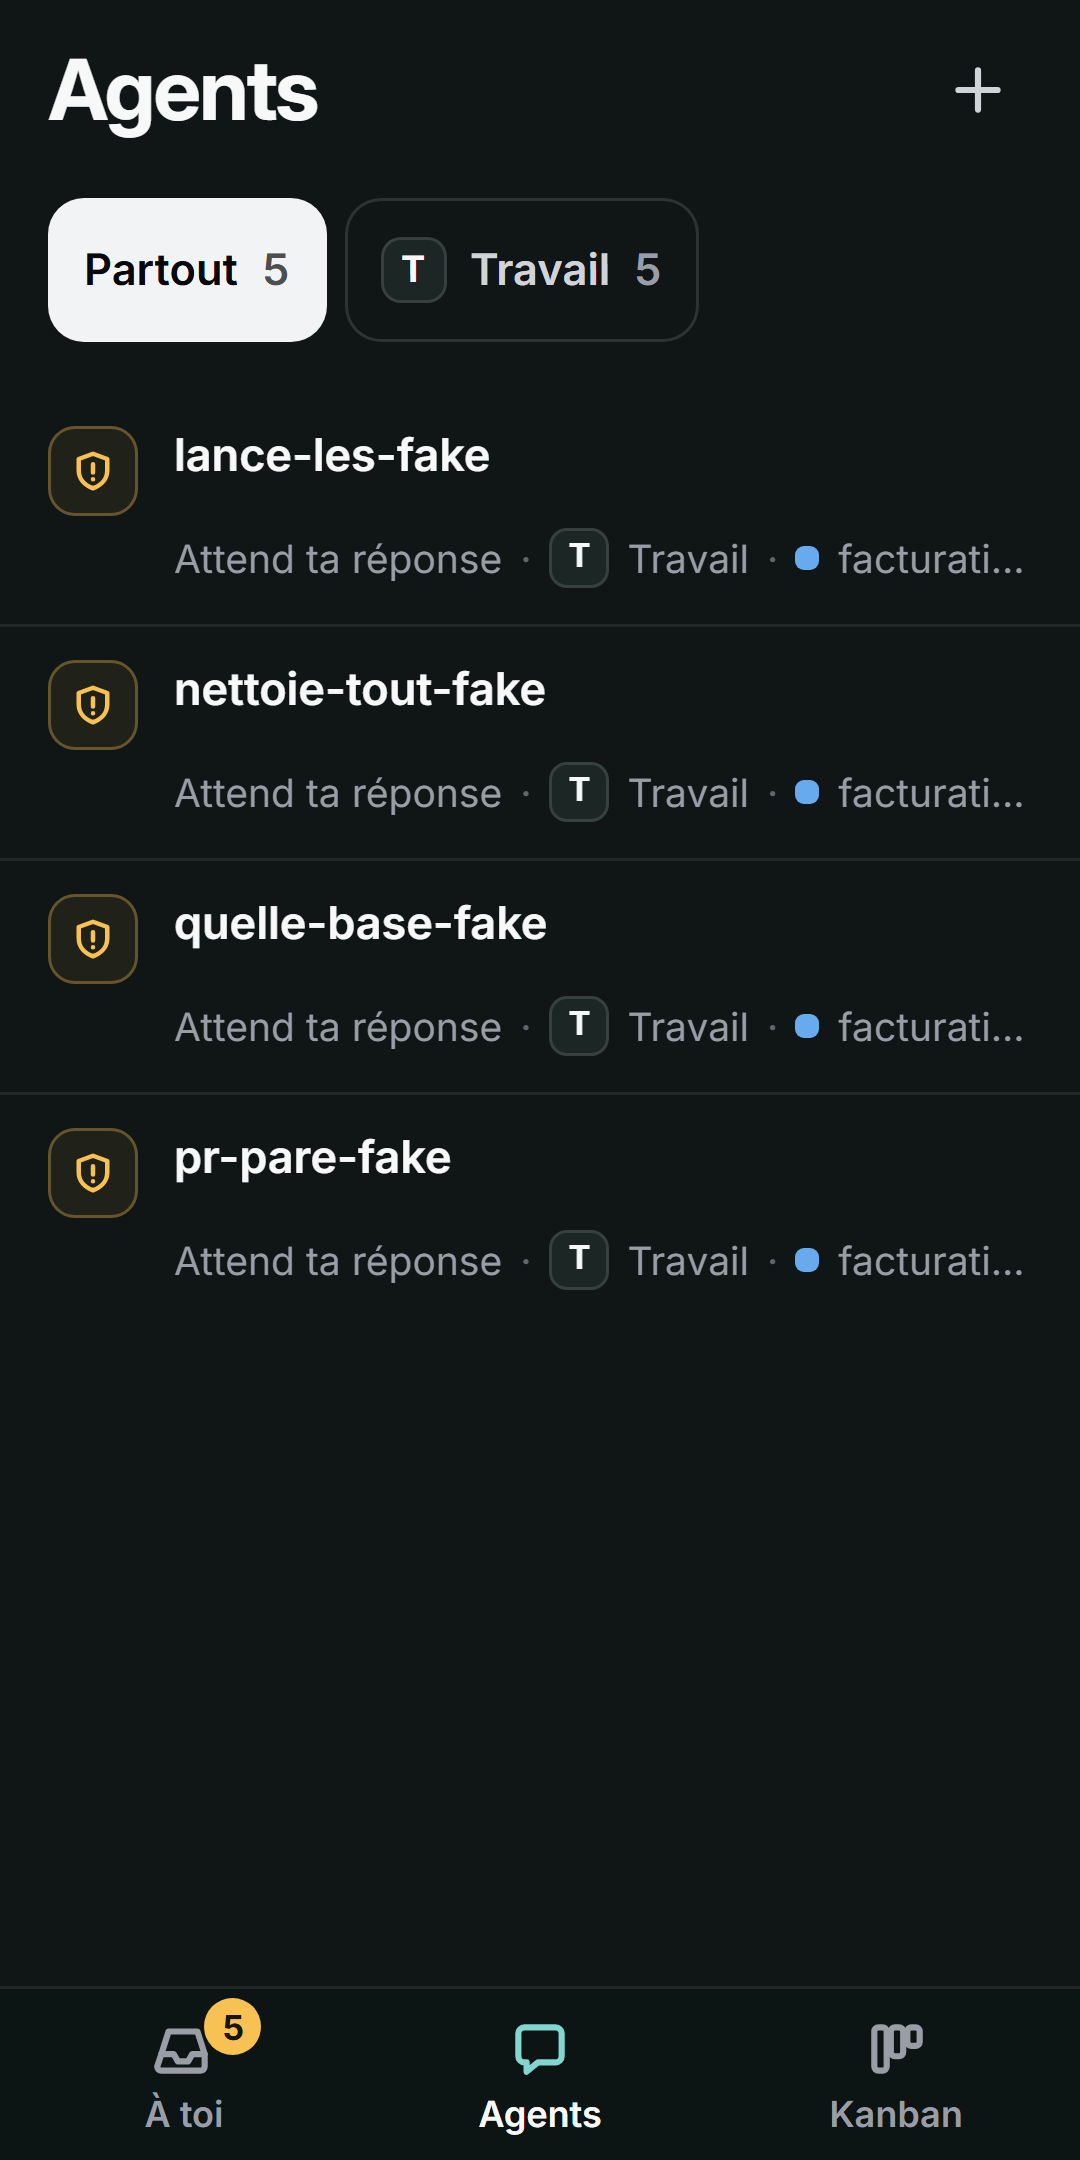 Agents
Partout 5
T Travail 5
lance-les-fake
Attend ta réponse · T Travail · facturati...
nettoie-tout-fake
Attend ta réponse · T Travail · facturati...
quelle-base-fake
Attend ta réponse · T Travail · facturati...
pr-pare-fake
Attend ta réponse · T Travail · facturati...
5
À toi
Agents
Kanban